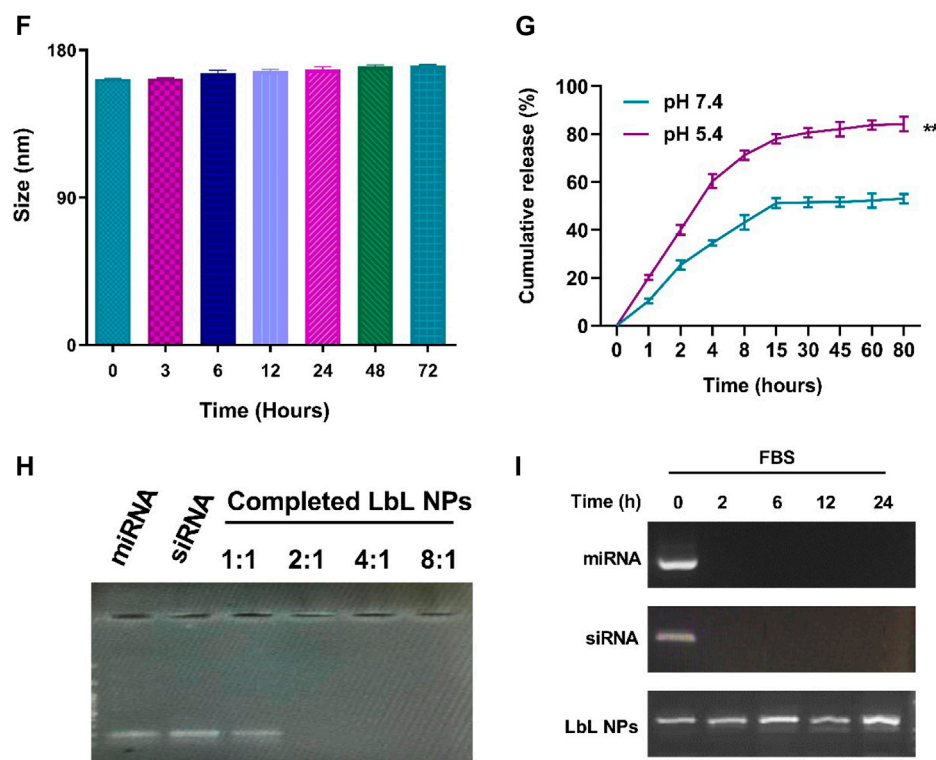 F
180
90
0
Size (nm)
0 3 6 12 24 48 72
Time (Hours)
G
100
80
60
40
20
0
Cumulative release (%)
pH 7.4
pH 5.4
**
0 1 2 4 8 15 30 45 60 80
Time (hours)
H
miRNA
siRNA
Completed LbL NPs
1:1 2:1 4:1 8:1
I
FBS
Time (h) 0 2 6 12 24
miRNA
siRNA
LbL NPs